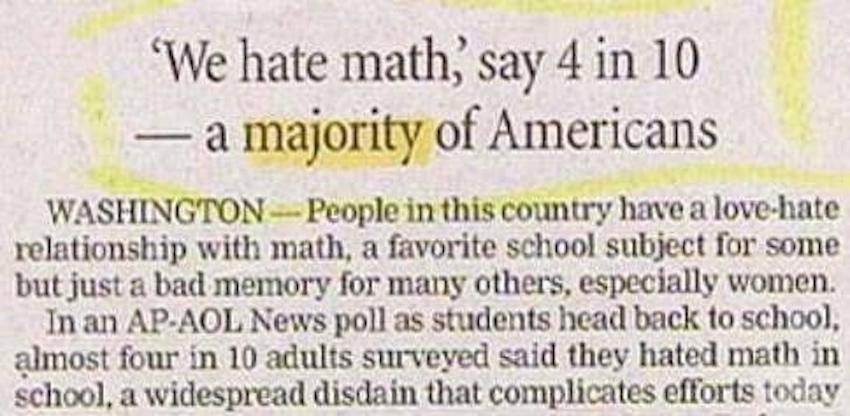 ‘We hate math,’ say 4 in 10
— a majority of Americans
WASHINGTON — People in this country have a love-hate
relationship with math, a favorite school subject for some
but just a bad memory for many others, especially women.
In an AP-AOL News poll as students head back to school,
almost four in 10 adults surveyed said they hated math in
school, a widespread disdain that complicates efforts today